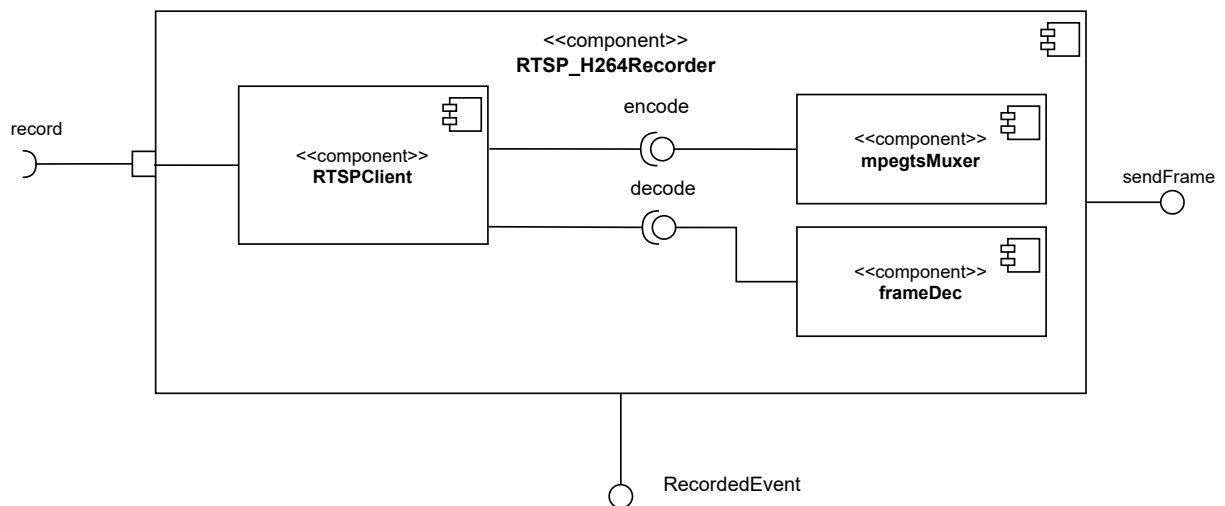 <<component>>
RTSP_H264Recorder
record
<<component>>
RTSPClient
encode
<<component>>
mpegtsMuxer
decode
sendFrame
<<component>>
frameDec
RecordedEvent